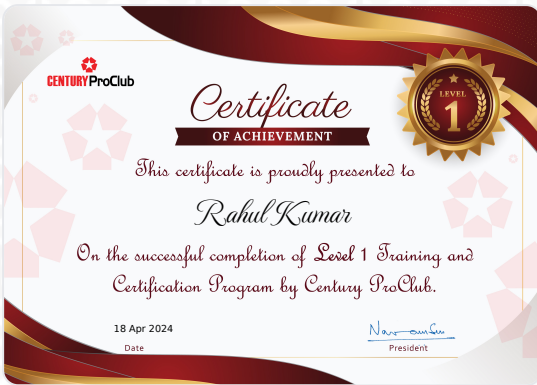 CENTURY ProClub
LEVEL
1
Certificate
OF ACHIEVEMENT
This certificate is proudly presented to
Rahul Kumar
On the successful completion of Level 1 Training and
Certification Program by Century ProClub.
18 Apr 2024
Date
President